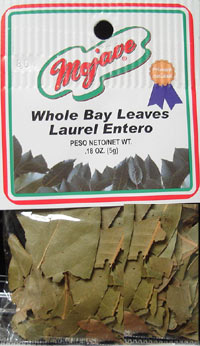 Mojave®
Whole Bay Leaves
Laurel Entero
PESO NETO/NET WT.
.18 OZ. (5g)